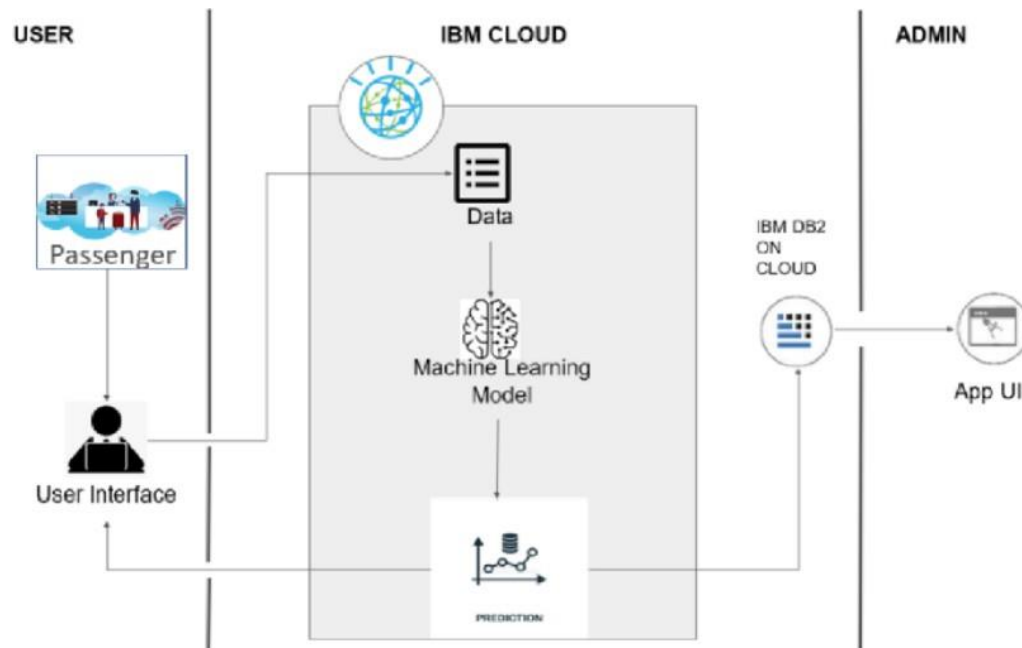 USER
IBM CLOUD
ADMIN
Passenger
Data
IBM DB2
ON
CLOUD
Machine Learning
Model
App UI
User Interface
PREDICTION